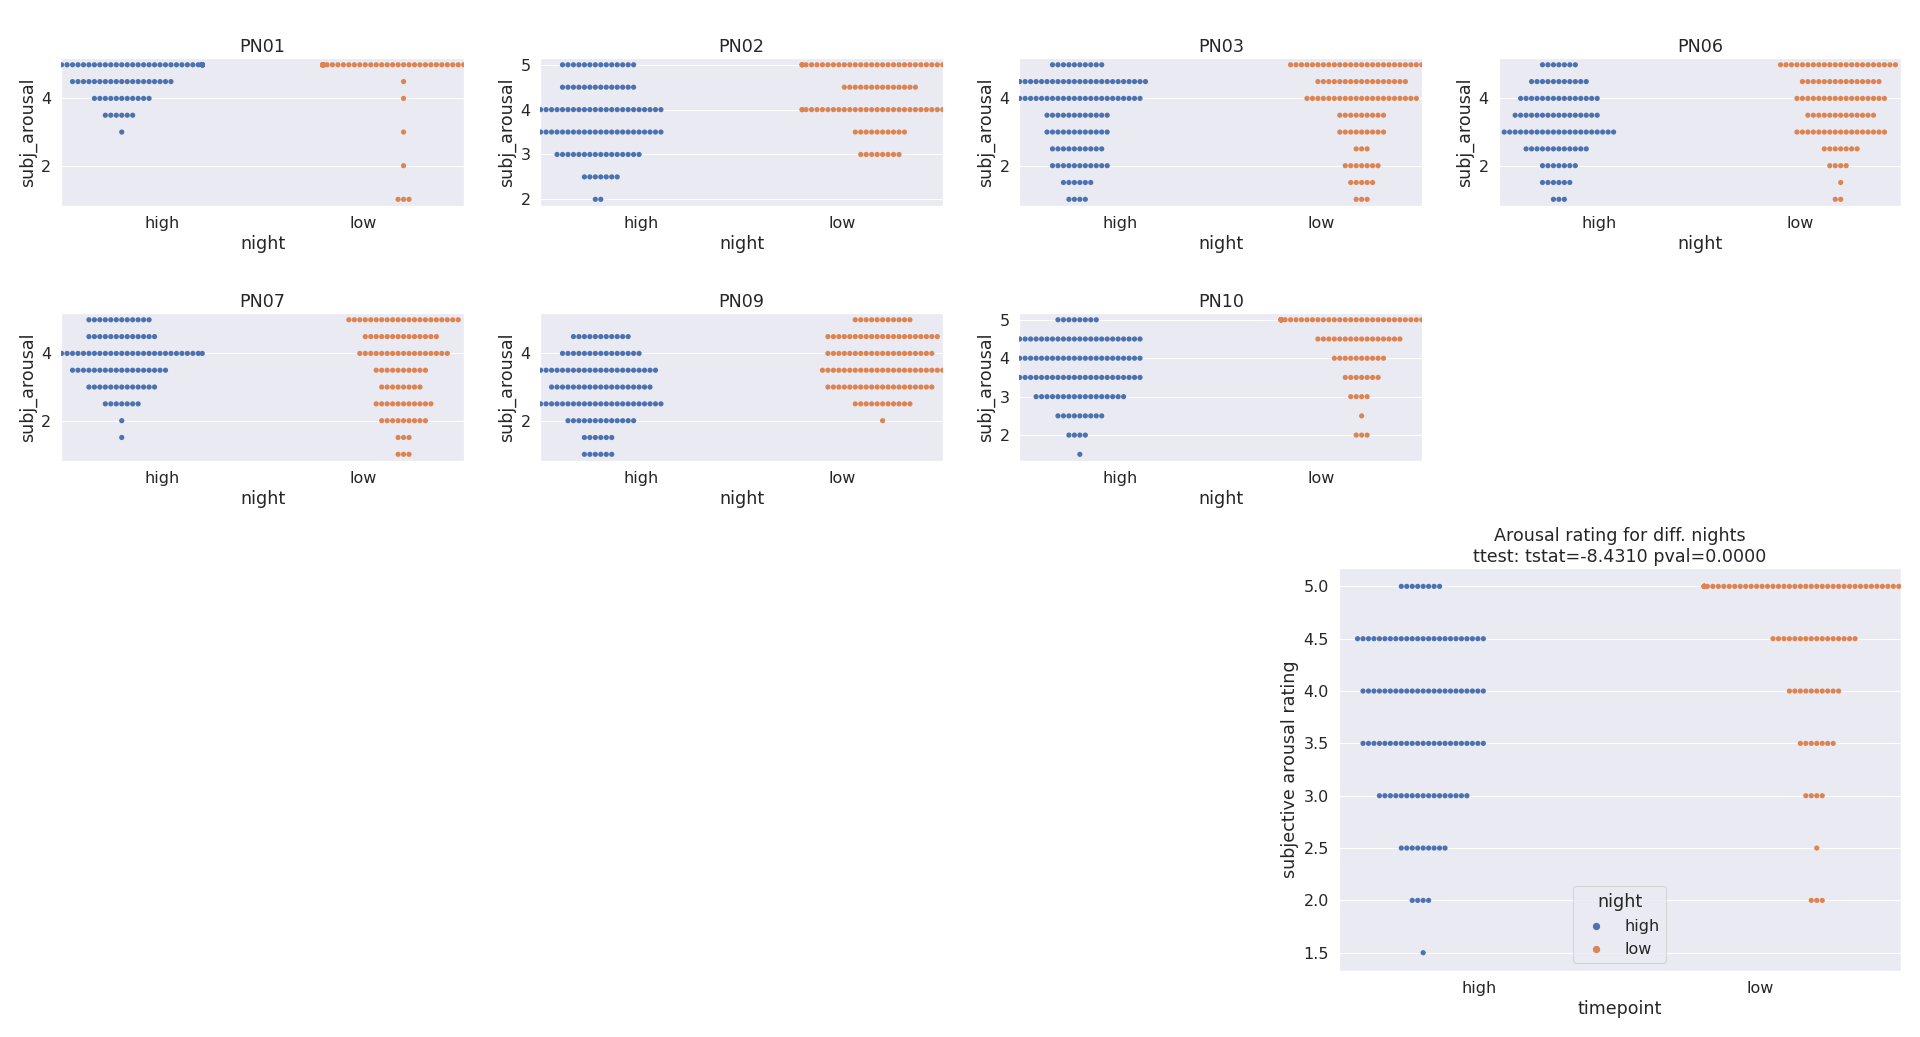 PN01
subj_arousal
4
2
high
low
night
PN02
subj_arousal
5
4
3
2
high
low
night
PN03
subj_arousal
4
2
high
low
night
PN06
subj_arousal
4
2
high
low
night
PN07
subj_arousal
4
2
high
low
night
PN09
subj_arousal
4
2
high
low
night
PN10
subj_arousal
5
4
3
2
high
low
night
Arousal rating for diff. nights
ttest: tstat=-8.4310 pval=0.0000
subjective arousal rating
5.0
4.5
4.0
3.5
3.0
2.5
2.0
1.5
night
high
low
high
low
timepoint